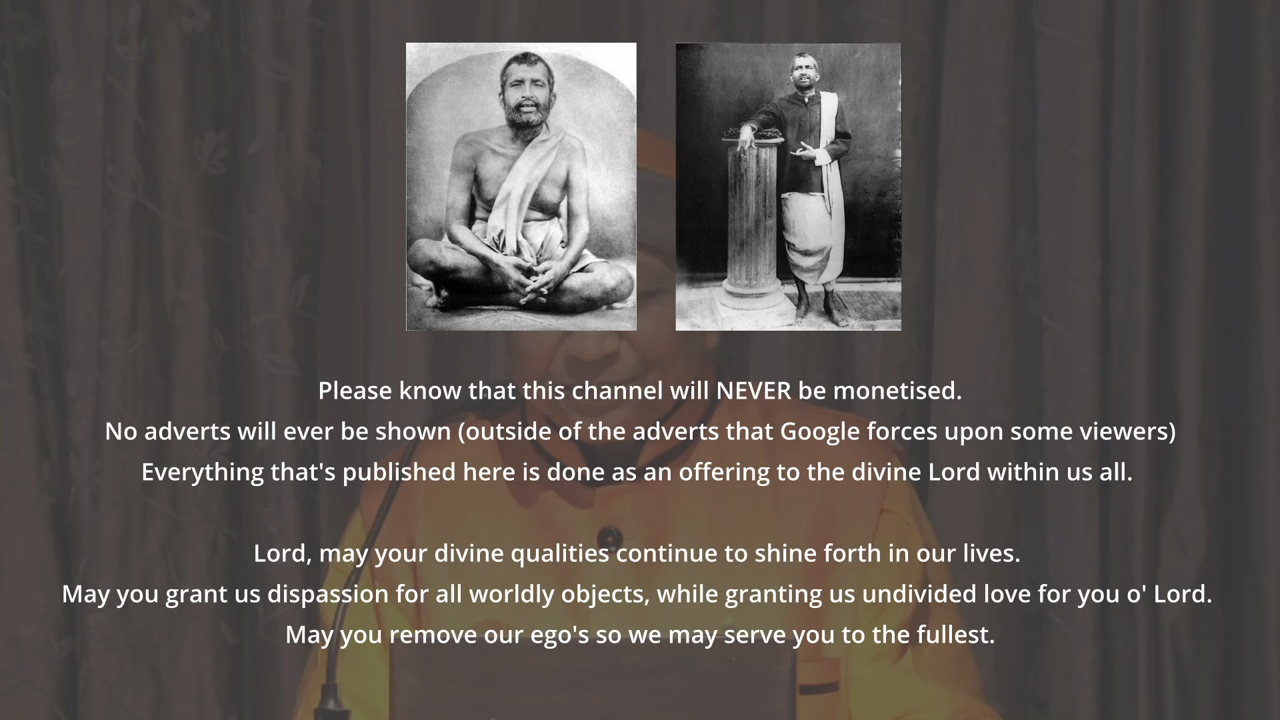 Please know that this channel will NEVER be monetised.
No adverts will ever be shown (outside of the adverts that Google forces upon some viewers)
Everything that's published here is done as an offering to the divine Lord within us all.
Lord, may your divine qualities continue to shine forth in our lives.
May you grant us dispassion for all worldly objects, while granting us undivided love for you o' Lord.
May you remove our ego's so we may serve you to the fullest.